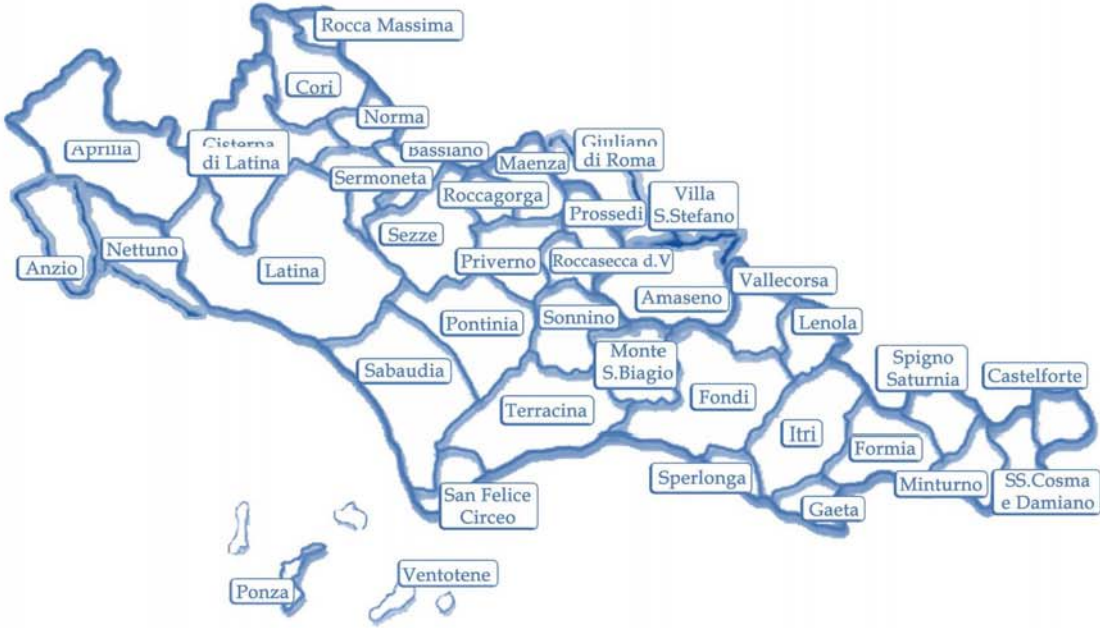 Rocca Massima
Cori
Norma
Aprilia
Cisterna
di Latina
Bassiano
Maenza
Giuliano
di Roma
Sermoneta
Roccagorga
Prossedi
Villa
S.Stefano
Sezze
Nettuno
Anzio
Latina
Priverno
Roccasecca d.V
Vallecorsa
Amaseno
Pontinia
Sonnino
Lenola
Sabaudia
Monte
S.Biagio
Spigno
Saturnia
Castelforte
Terracina
Fondi
Itri
Formia
Sperlonga
Minturno
SS.Cosma
e Damiano
San Felice
Circeo
Gaeta
Ventotene
Ponza